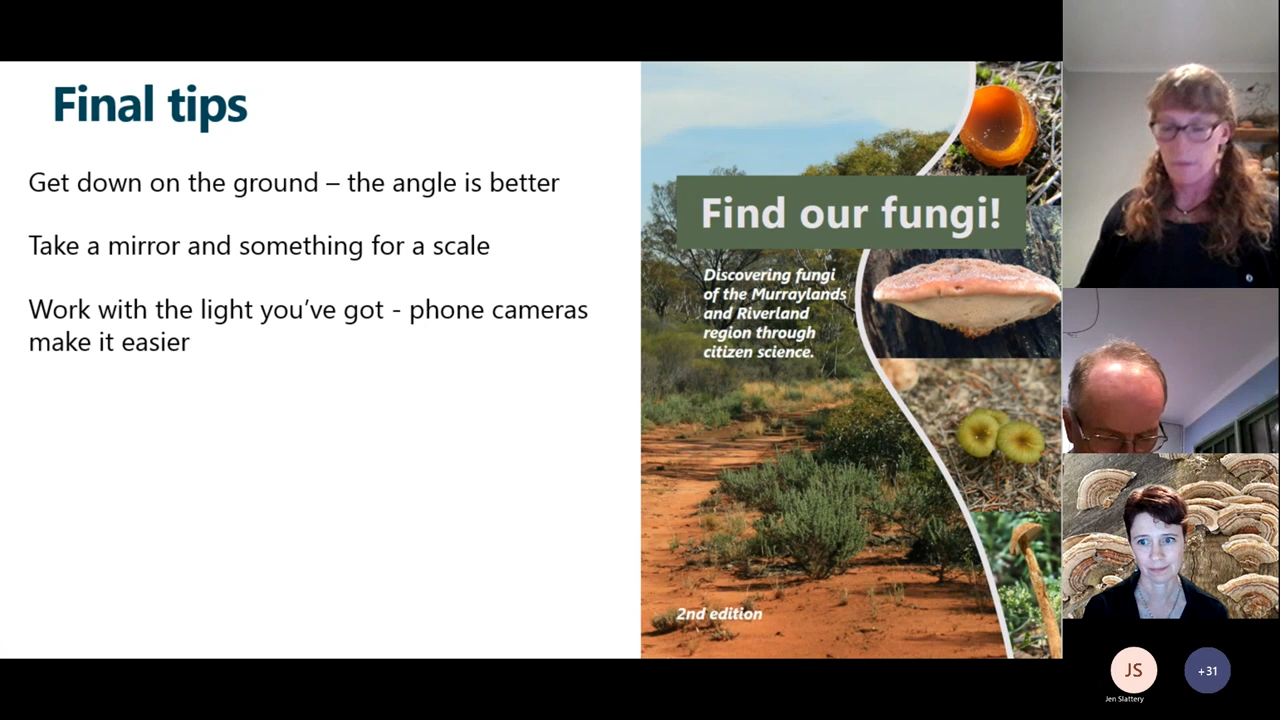 Final tips
Get down on the ground – the angle is better
Take a mirror and something for a scale
Work with the light you’ve got - phone cameras
make it easier
Find our fungi!
Discovering fungi
of the Murraylands
and Riverland
region through
citizen science.
2nd edition
JS
+31
Jen Slattery